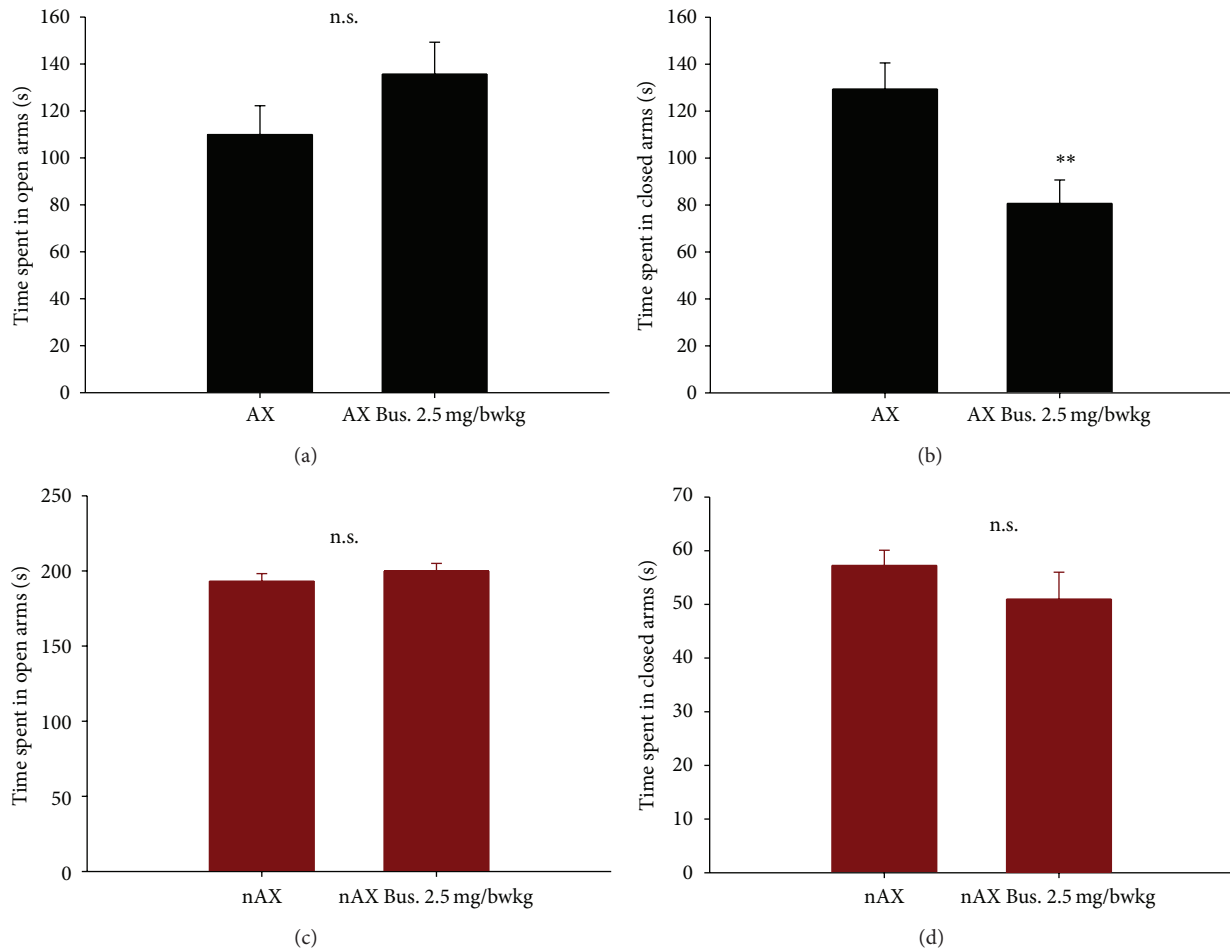 n.s.
Time spent in open arms (s)
160
140
120
100
80
60
40
20
0
AX
AX Bus. 2.5 mg/bwkg
(a)
**
Time spent in closed arms (s)
160
140
120
100
80
60
40
20
0
AX
AX Bus. 2.5 mg/bwkg
(b)
n.s.
Time spent in open arms (s)
250
200
150
100
50
0
nAX
nAX Bus. 2.5 mg/bwkg
(c)
n.s.
Time spent in closed arms (s)
70
60
50
40
30
20
10
0
nAX
nAX Bus. 2.5 mg/bwkg
(d)